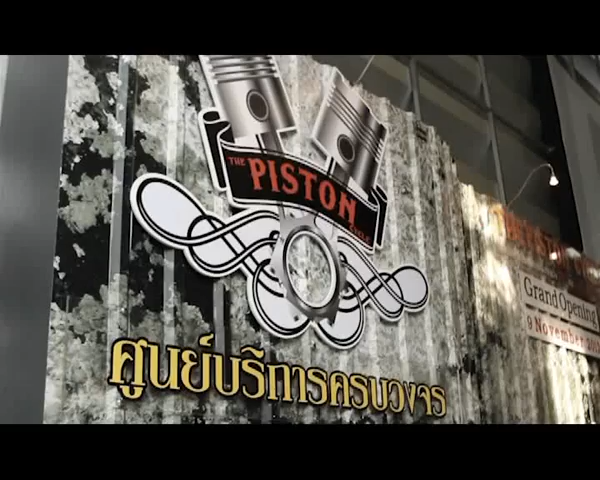 THE PISTON
ศูนย์บริการครบวงจร
Grand Opening
9 November